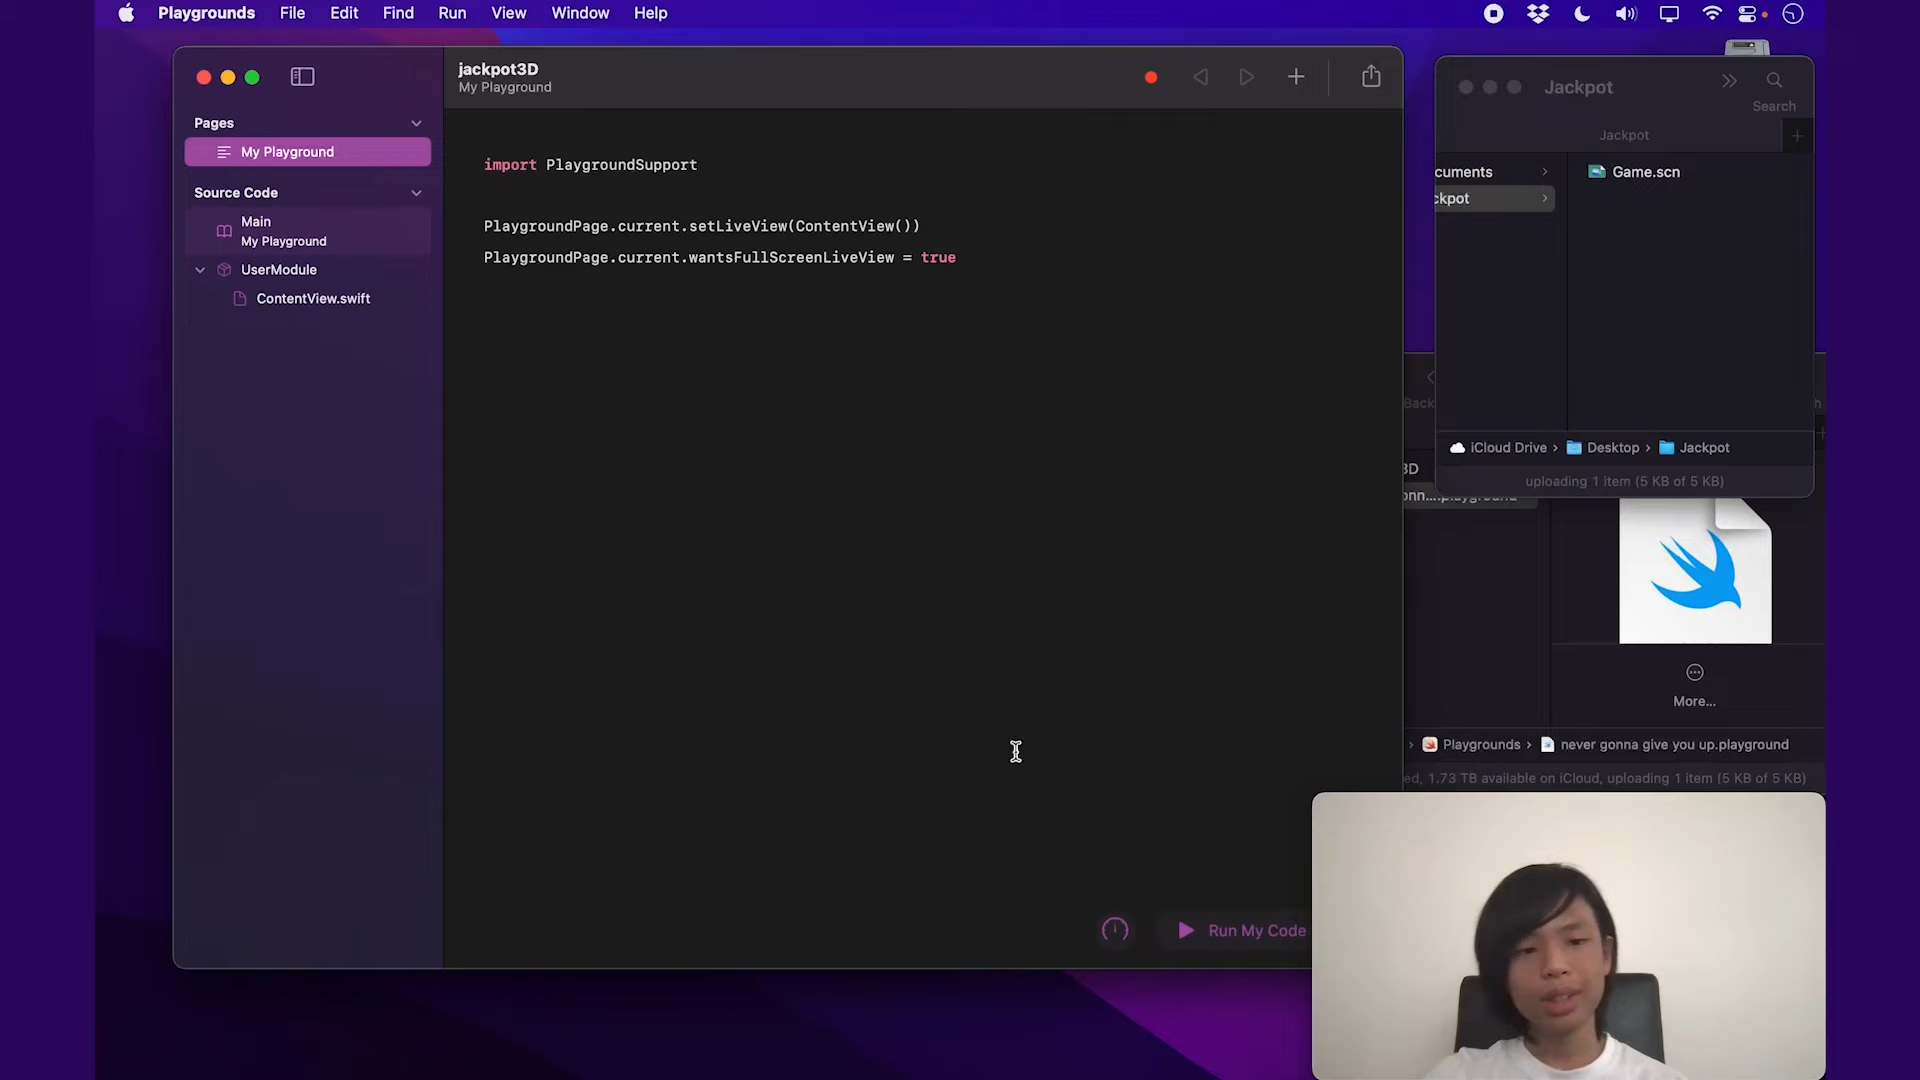 Playgrounds File Edit Find Run View Window Help
jackpot3D
My Playground
Pages
My Playground
Source Code
Main
My Playground
UserModule
ContentView.swift
import PlaygroundSupport
PlaygroundPage.current.setLiveView(ContentView())
PlaygroundPage.current.wantsFullScreenLiveView = true
Run My Code
Jackpot
Search
Jackpot
cuments
ckpot
Game.scn
iCloud Drive › Desktop › Jackpot
uploading 1 item (5 KB of 5 KB)
Back
More...
Playgrounds › never gonna give you up.playground
ed, 1.73 TB available on iCloud, uploading 1 item (5 KB of 5 KB)